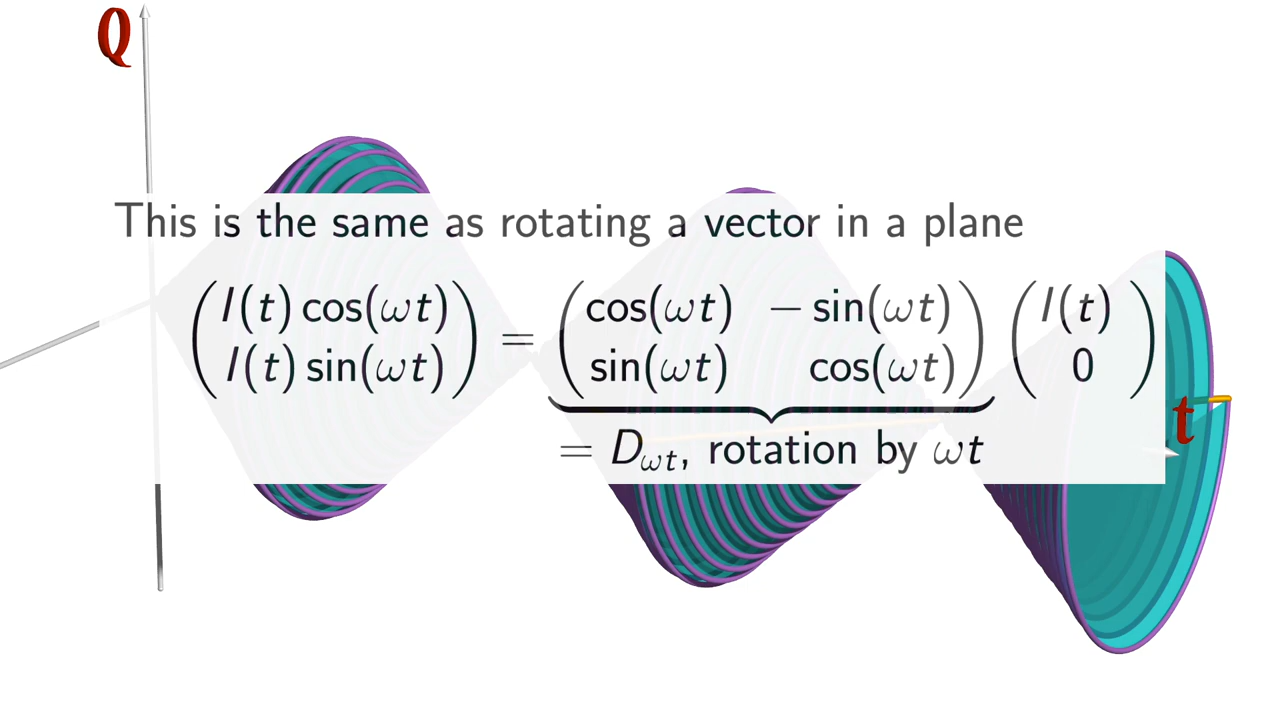 Q
This is the same as rotating a vector in a plane
(I(t) cos(ωt)) = (cos(ωt) − sin(ωt)) (I(t))
(I(t) sin(ωt)) (sin(ωt) cos(ωt)) (0)
t
= D_ωt, rotation by ωt